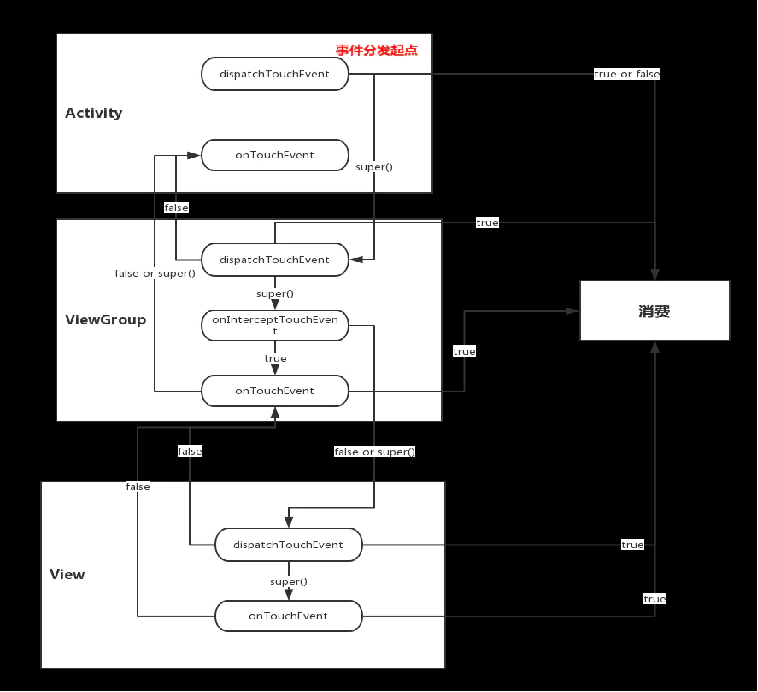 事件分发起点
dispatchTouchEvent
true or false
Activity
onTouchEvent
super()
false
true
dispatchTouchEvent
false or super()
super()
ViewGroup
onInterceptTouchEven
t
消费
true
true
onTouchEvent
false
false or super()
false
dispatchTouchEvent
true
View
super()
true
onTouchEvent